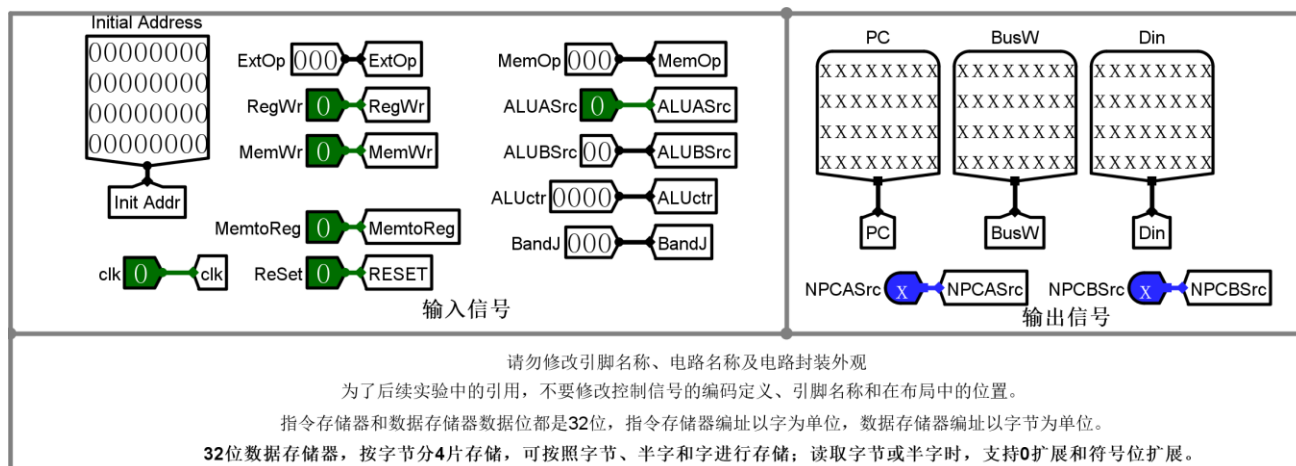 Initial Address
00000000
00000000
00000000
00000000
Init Addr
clk 0 clk
ExtOp 000 ExtOp
RegWr 0 RegWr
MemWr 0 MemWr
MemtoReg 0 MemtoReg
ReSet 0 RESET
MemOp 000 MemOp
ALUASrc 0 ALUASrc
ALUBSrc 00 ALUBSrc
ALUctr 0000 ALUctr
BandJ 000 BandJ
输入信号
PC
XXXXXXXX
XXXXXXXX
XXXXXXXX
XXXXXXXX
PC
BusW
XXXXXXXX
XXXXXXXX
XXXXXXXX
XXXXXXXX
BusW
Din
XXXXXXXX
XXXXXXXX
XXXXXXXX
XXXXXXXX
Din
NPCASrc X NPCASrc
NPCBSrc X NPCBSrc
输出信号
请勿修改引脚名称、电路名称及电路封装外观
为了后续实验中的引用，不要修改控制信号的编码定义、引脚名称和在布局中的位置。
指令存储器和数据存储器数据位都是32位，指令存储器编址以字为单位，数据存储器编址以字节为单位。
32位数据存储器，按字节分4片存储，可按照字节、半字和字进行存储；读取字节或半字时，支持0扩展和符号位扩展。